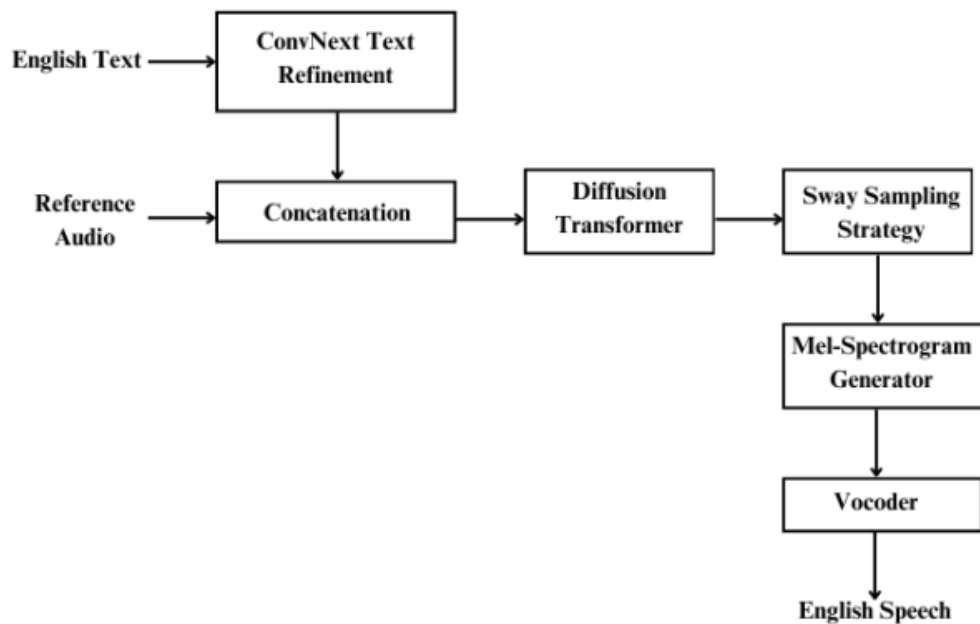 English Text
ConvNext Text
Refinement
Reference
Audio
Concatenation
Diffusion
Transformer
Sway Sampling
Strategy
Mel-Spectrogram
Generator
Vocoder
English Speech